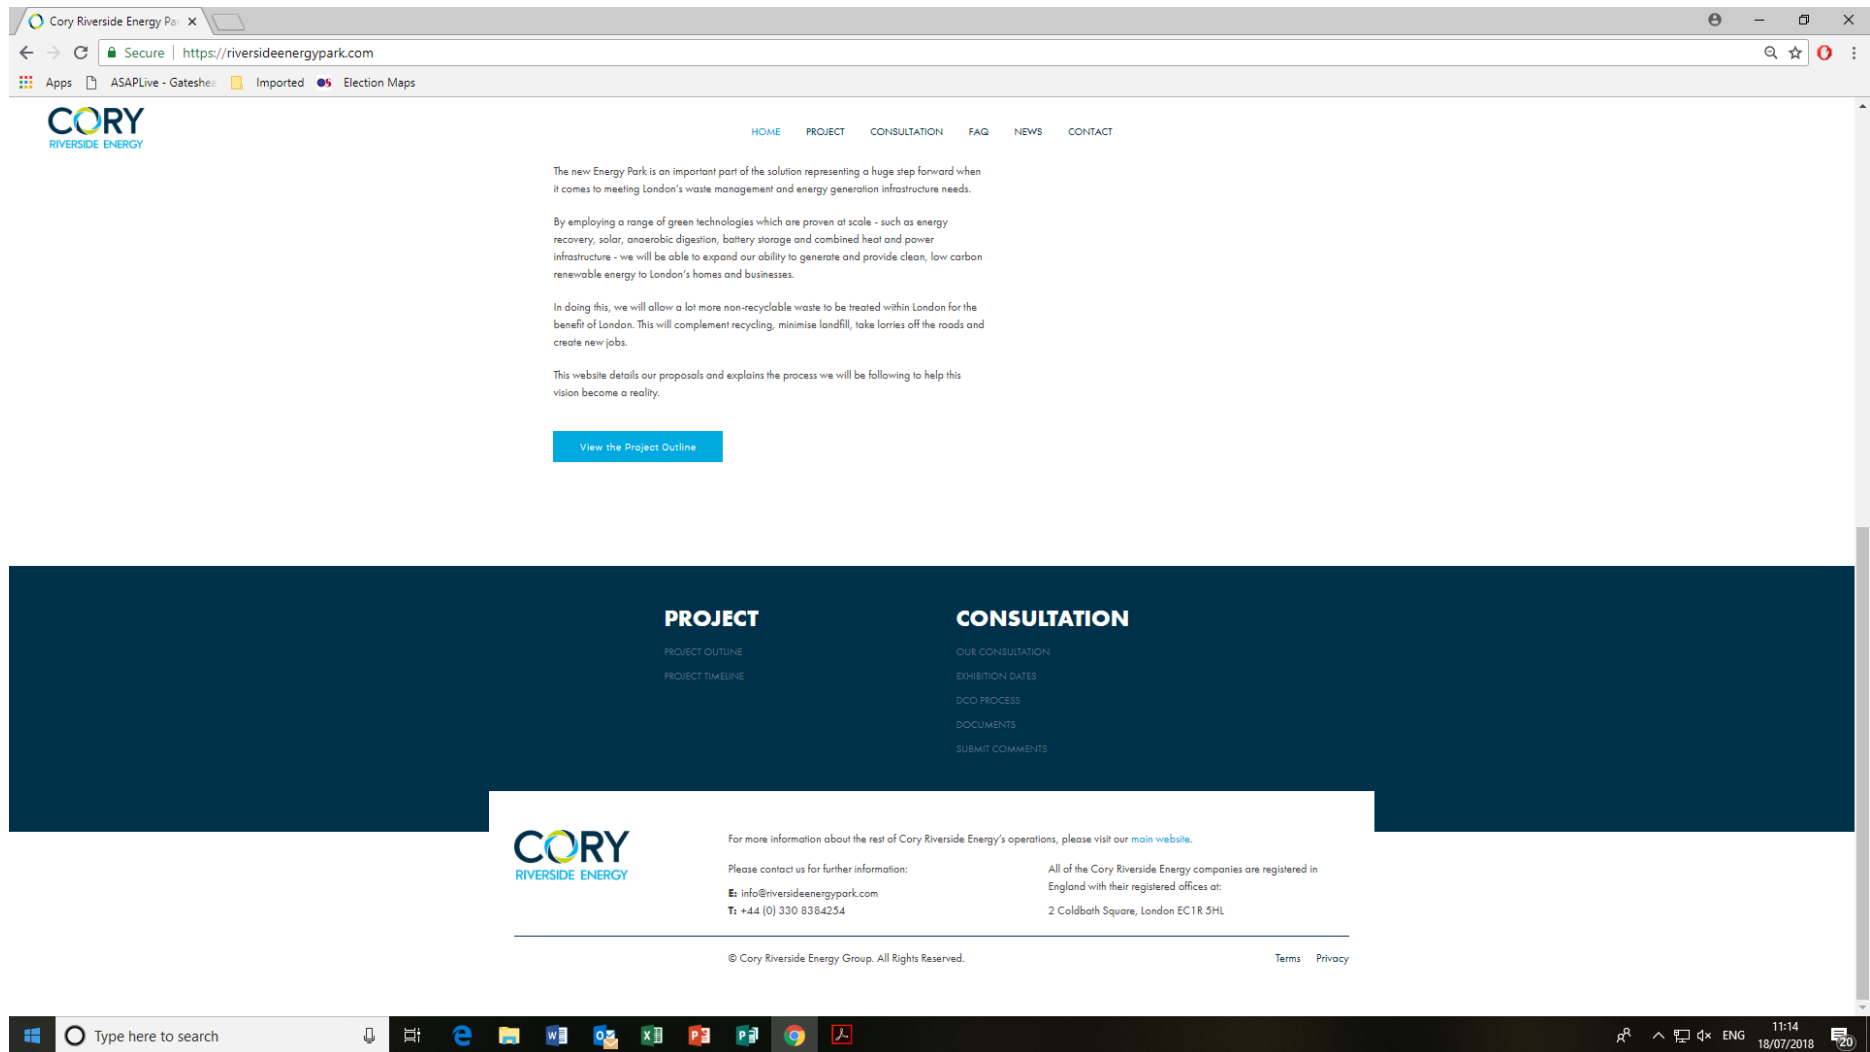 Cory Riverside Energy Pa
Secure | https://riversideenergypark.com
Apps ASAPLive - Gateshea Imported Election Maps
CORY
RIVERSIDE ENERGY
HOME PROJECT CONSULTATION FAQ NEWS CONTACT
The new Energy Park is an important part of the solution representing a huge step forward when
it comes to meeting London's waste management and energy generation infrastructure needs.
By employing a range of green technologies which are proven at scale - such as energy
recovery, solar, anaerobic digestion, battery storage and combined heat and power
infrastructure - we will be able to expand our ability to generate and provide clean, low carbon
renewable energy to London's homes and businesses.
In doing this, we will allow a lot more non-recyclable waste to be treated within London for the
benefit of London. This will complement recycling, minimise landfill, take lorries off the roads and
create new jobs.
This website details our proposals and explains the process we will be following to help this
vision become a reality.
View the Project Outline
PROJECT
PROJECT OUTLINE
PROJECT TIMELINE
CONSULTATION
OUR CONSULTATION
EXHIBITION DATES
DCO PROCESS
DOCUMENTS
SUBMIT COMMENTS
CORY
RIVERSIDE ENERGY
For more information about the rest of Cory Riverside Energy's operations, please visit our main website.
Please contact us for further information:
E: info@riversideenergypark.com
T: +44 (0) 330 8384254
All of the Cory Riverside Energy companies are registered in
England with their registered offices at:
2 Coldbath Square, London EC1R 5HL
© Cory Riverside Energy Group. All Rights Reserved.
Terms Privacy
Type here to search
ENG
11:14
18/07/2018
20